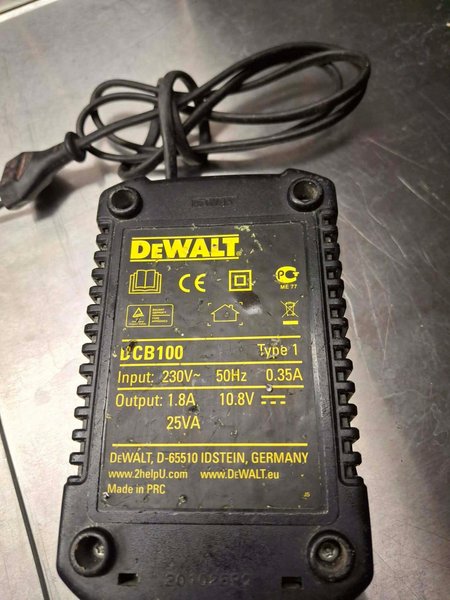 DEWALT
DEWALT
CE
ME 77
DCB100 Type 1
Input: 230V~ 50Hz 0.35A
Output: 1.8A 10.8V
25VA
DEWALT, D-65510 IDSTEIN, GERMANY
www.2helpU.com www.DEWALT.eu
Made in PRC